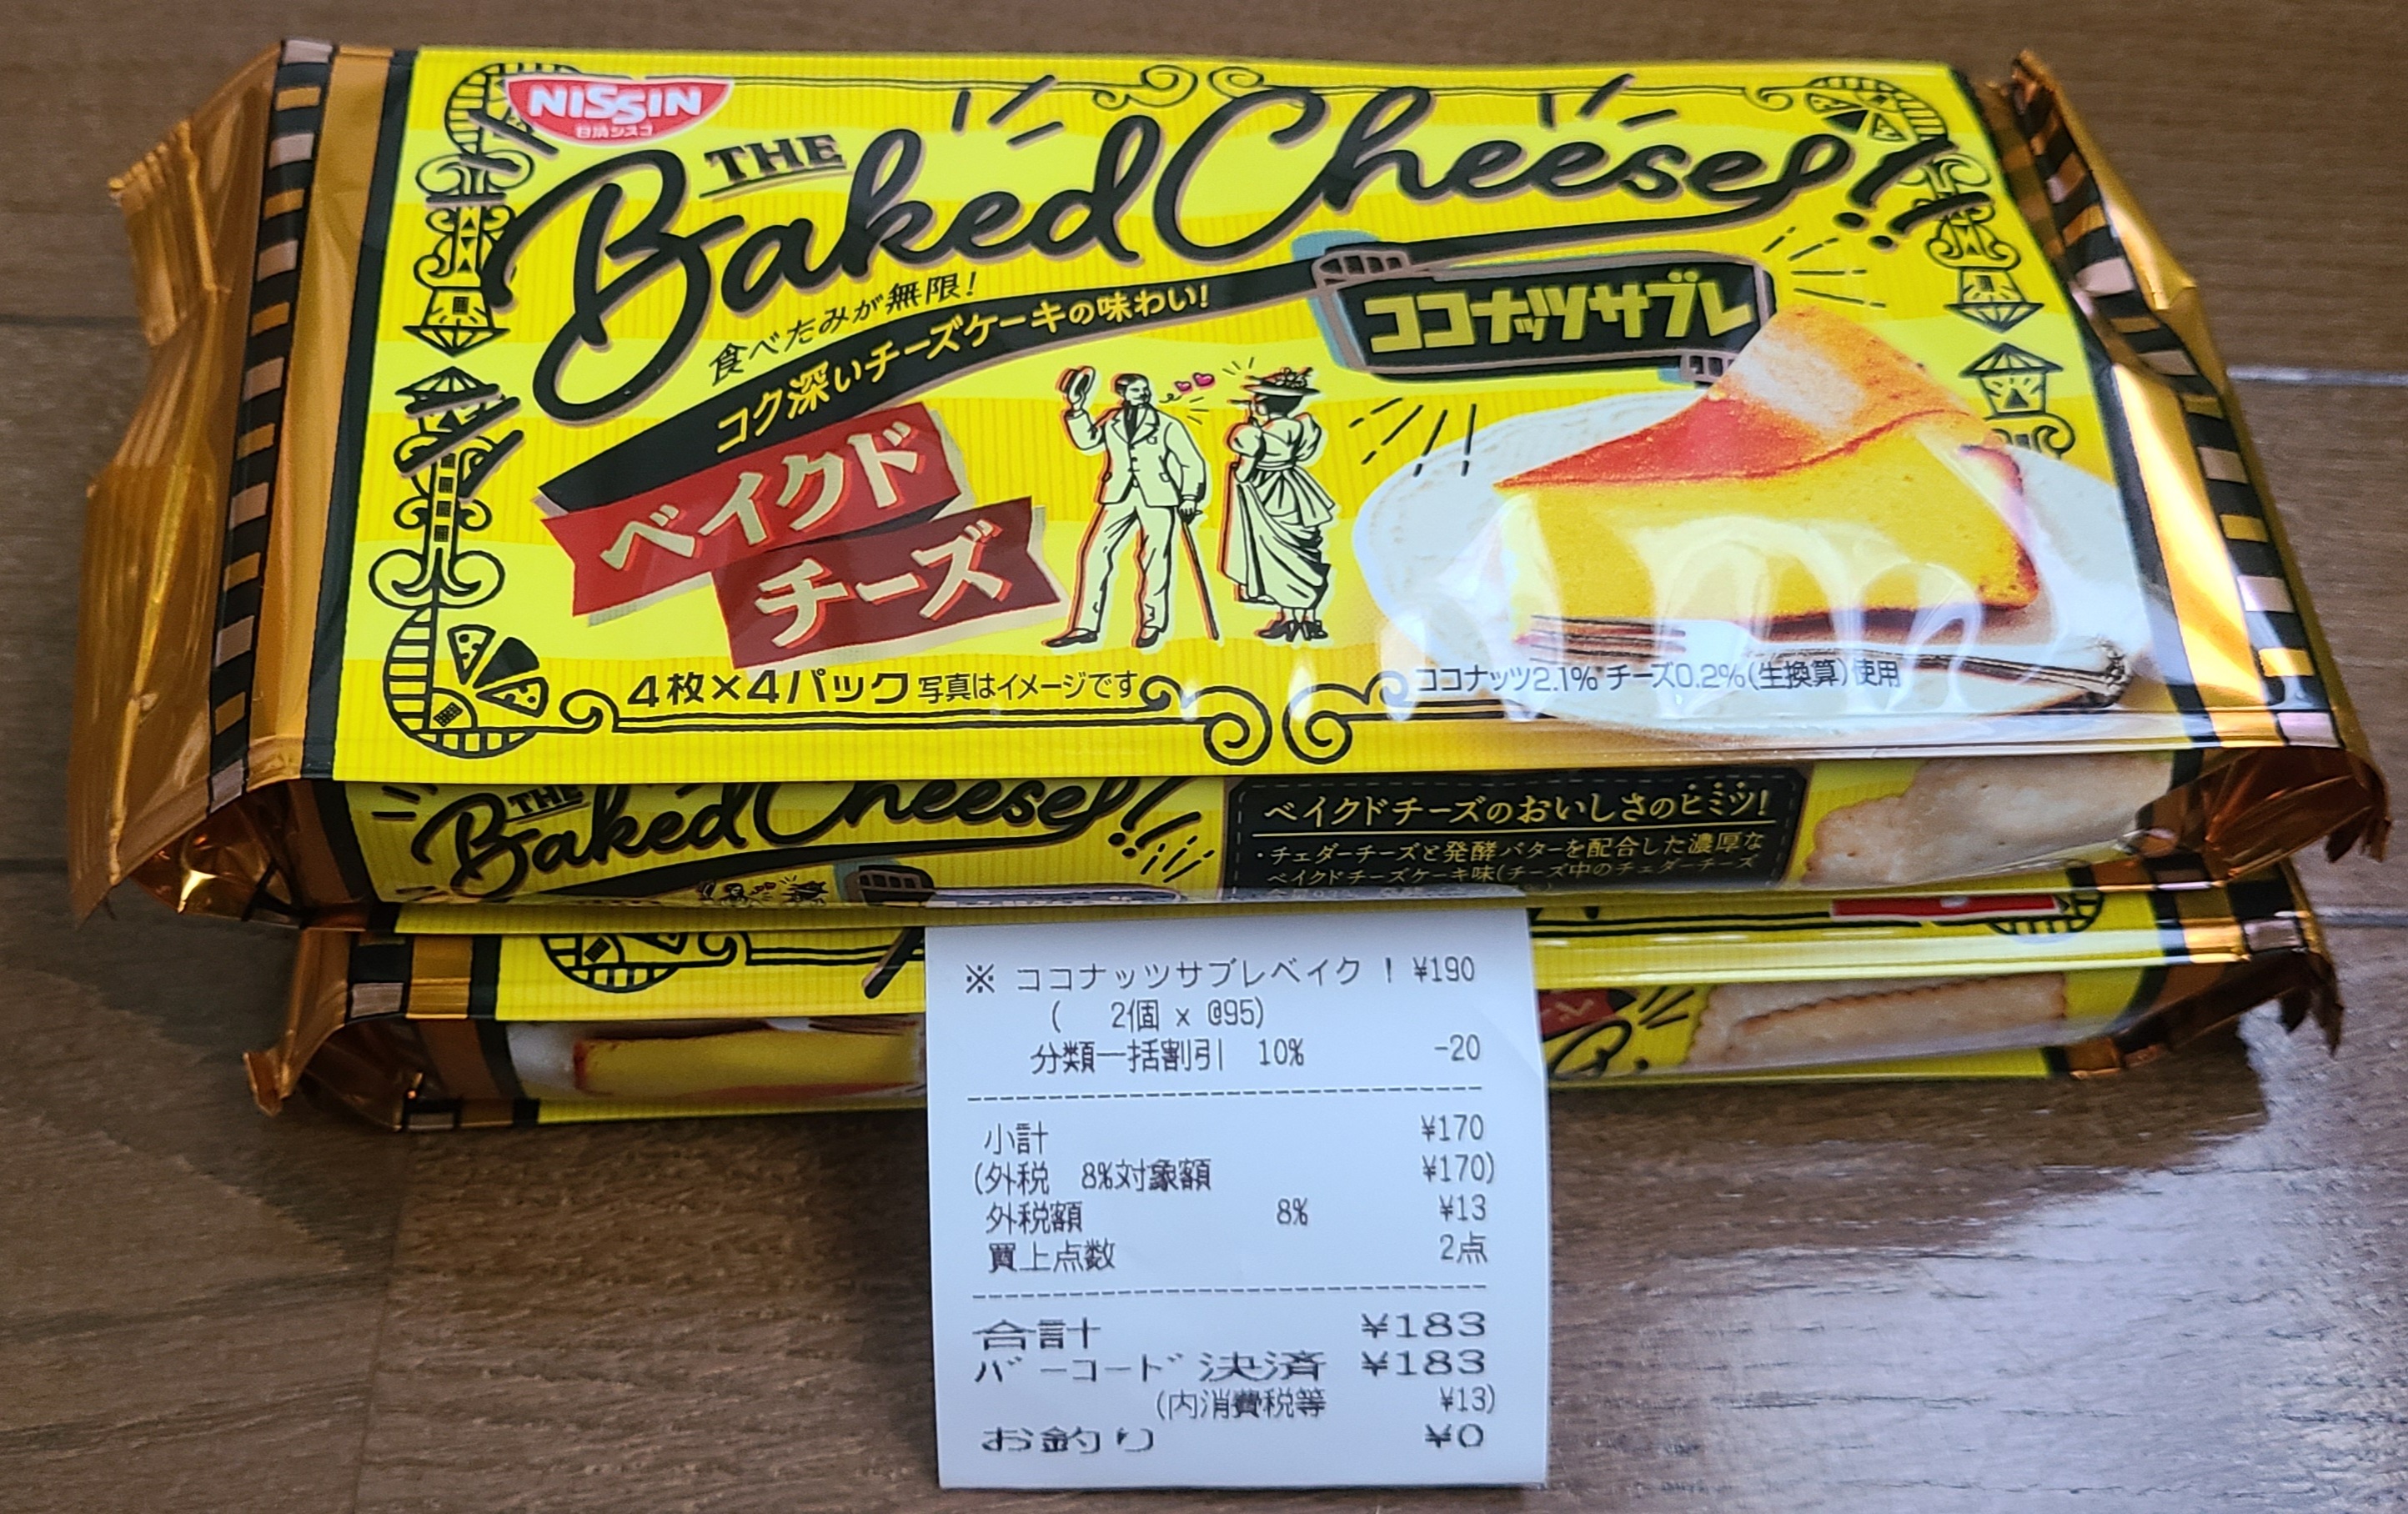 NISSIN
日清シスコ
THE
Baked Cheese!
食べたみが無限!
コク深いチーズケーキの味わい!
ココナッツサブレ
ベイクド
チーズ
4枚×4パック 写真はイメージです
ココナッツ2.1% チーズ0.2%(生換算)使用
THE
Baked Cheese!
ベイクドチーズのおいしさのヒミツ!
・チェダーチーズと発酵バターを配合した濃厚な
ベイクドチーズケーキ味(チーズ中のチェダーチーズ
※ ココナッツサブレベイク ! ¥190
( 2個 x @95)
分類一括割引 10% -20
小計 ¥170
(外税 8%対象額 ¥170)
外税額 8% ¥13
買上点数 2点
合計 ¥183
バーコード決済 ¥183
(内消費税等 ¥13)
お釣り ¥0